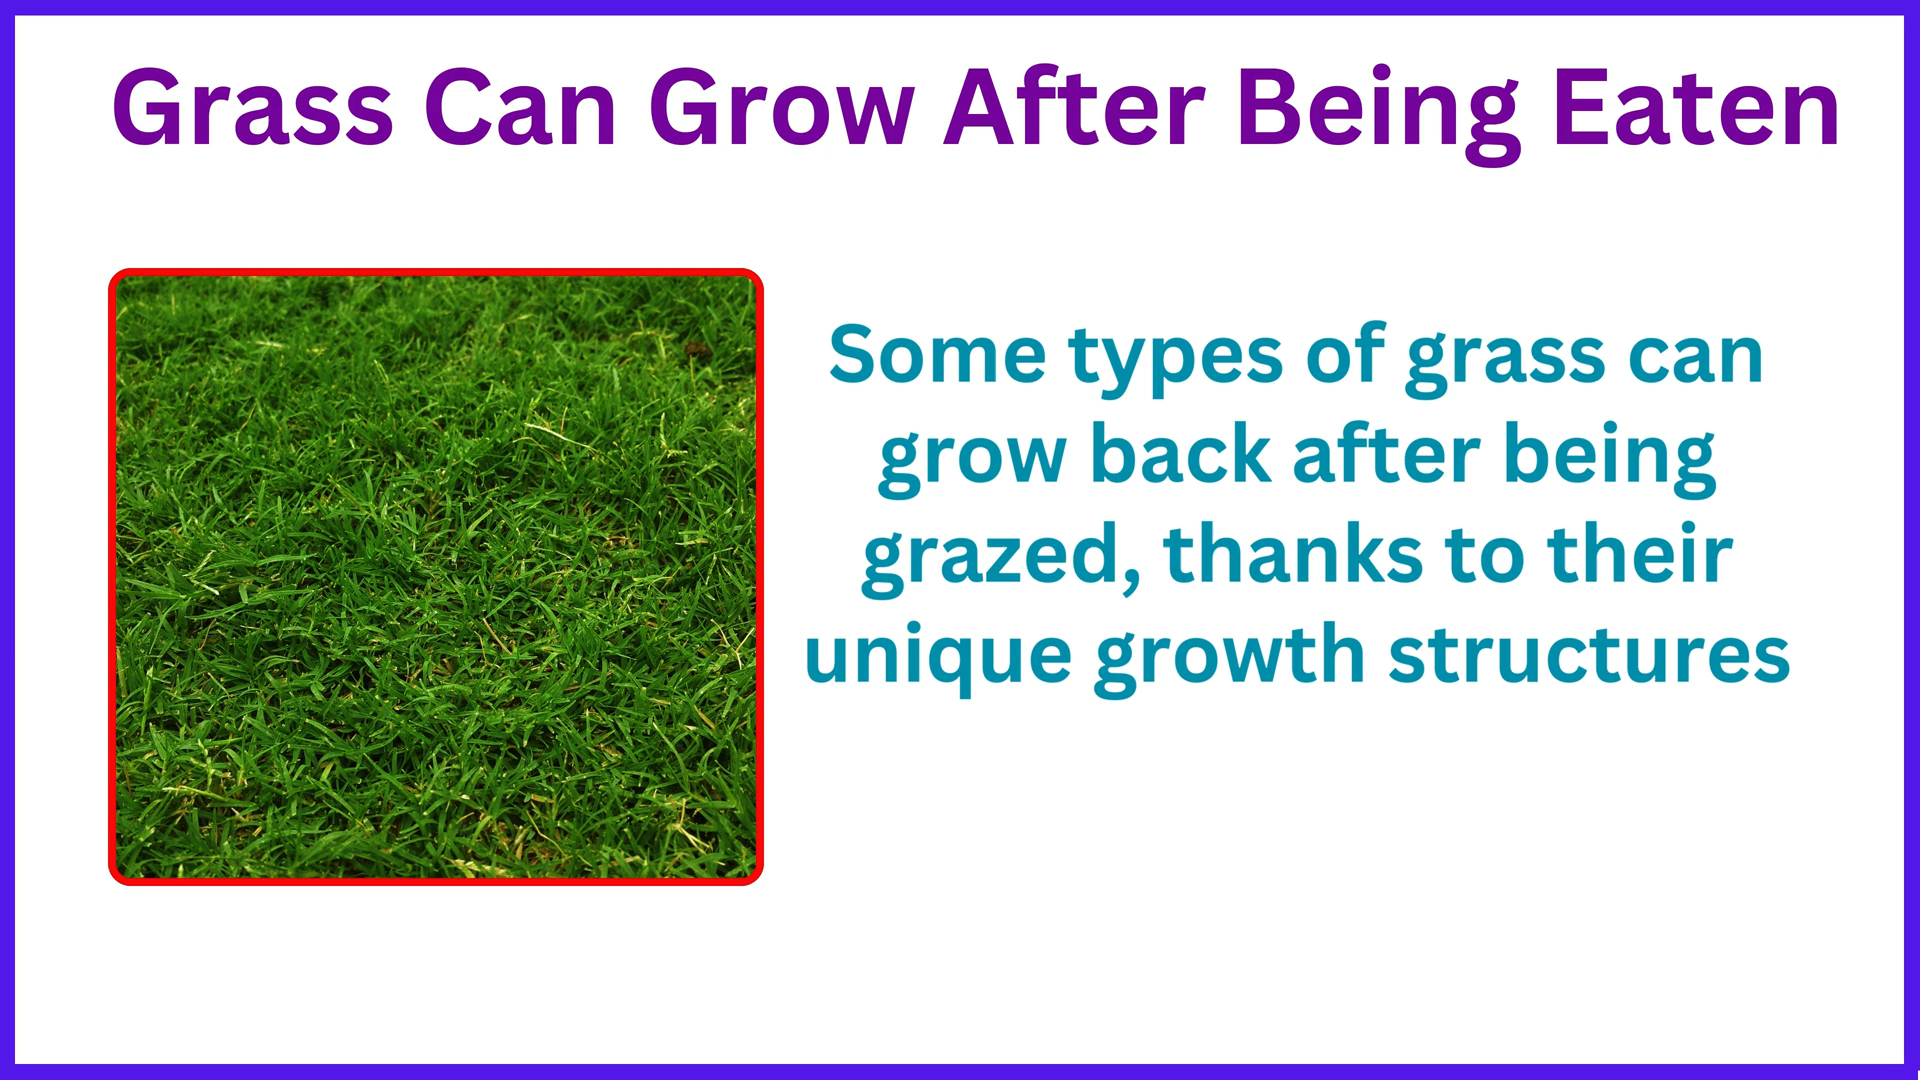 Grass Can Grow After Being Eaten
Some types of grass can
grow back after being
grazed, thanks to their
unique growth structures